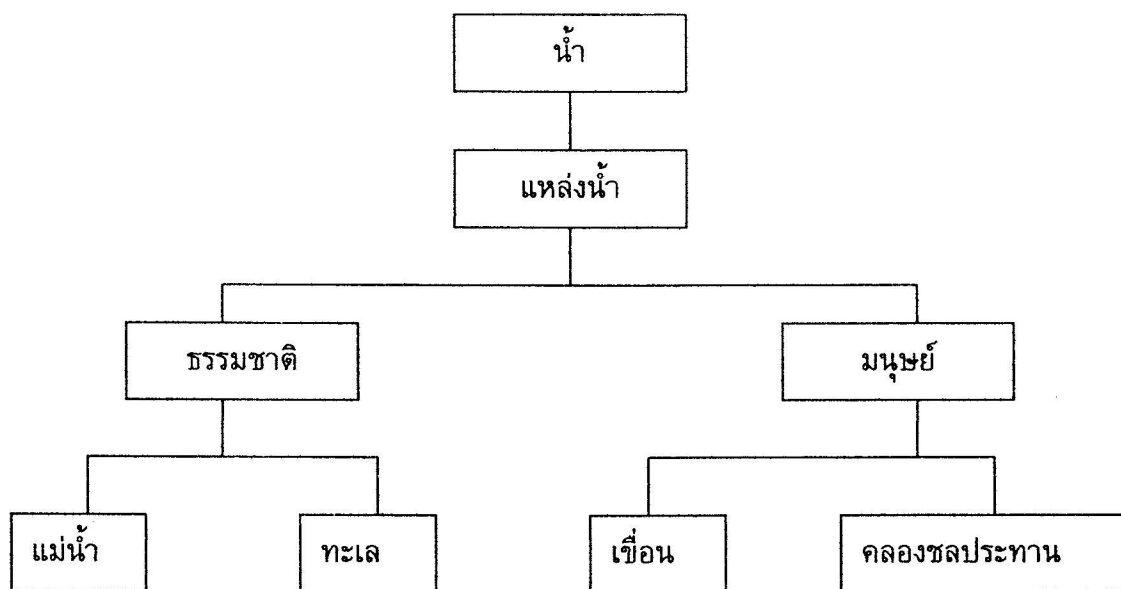 น้ำ
แหล่งน้ำ
ธรรมชาติ
มนุษย์
แม่น้ำ
ทะเล
เขื่อน
คลองชลประทาน